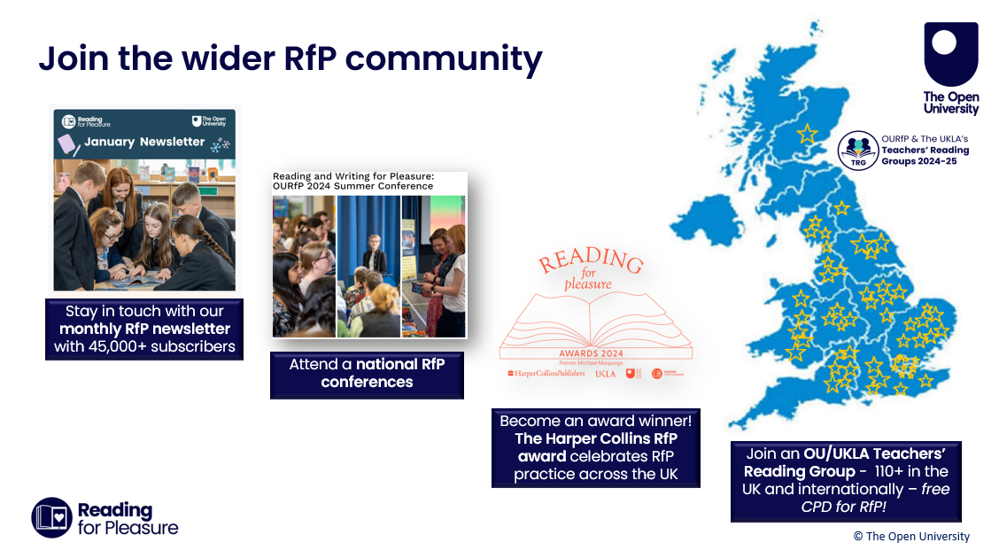 Join the wider RfP community
The Open
University
OURfP & The UKLA's
Teachers' Reading
Groups 2024-25
TRG
Reading
for Pleasure
The Open
University
January Newsletter
Stay in touch with our
monthly RfP newsletter
with 45,000+ subscribers
Reading and Writing for Pleasure:
OURfP 2024 Summer Conference
Attend a national RfP
conferences
READING
for
pleasure
AWARDS 2024
Patron Michael Morpurgo
HarperCollinsPublishers
UKLA
Become an award winner!
The Harper Collins RfP
award celebrates RfP
practice across the UK
Join an OU/UKLA Teachers'
Reading Group - 110+ in the
UK and internationally – free
CPD for RfP!
Reading
for Pleasure
© The Open University